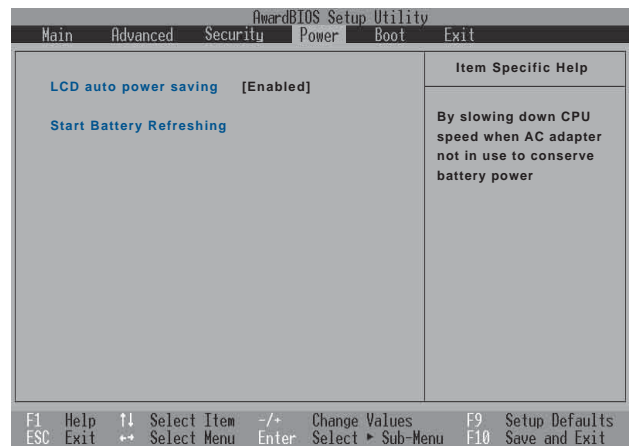 AwardBIOS Setup Utility
Main Advanced Security Power Boot Exit
LCD auto power saving [Enabled]
Start Battery Refreshing
Item Specific Help
By slowing down CPU
speed when AC adapter
not in use to conserve
battery power
F1 Help ↑↓ Select Item -/+ Change Values F9 Setup Defaults
ESC Exit ←→ Select Menu Enter Select ▶ Sub-Menu F10 Save and Exit